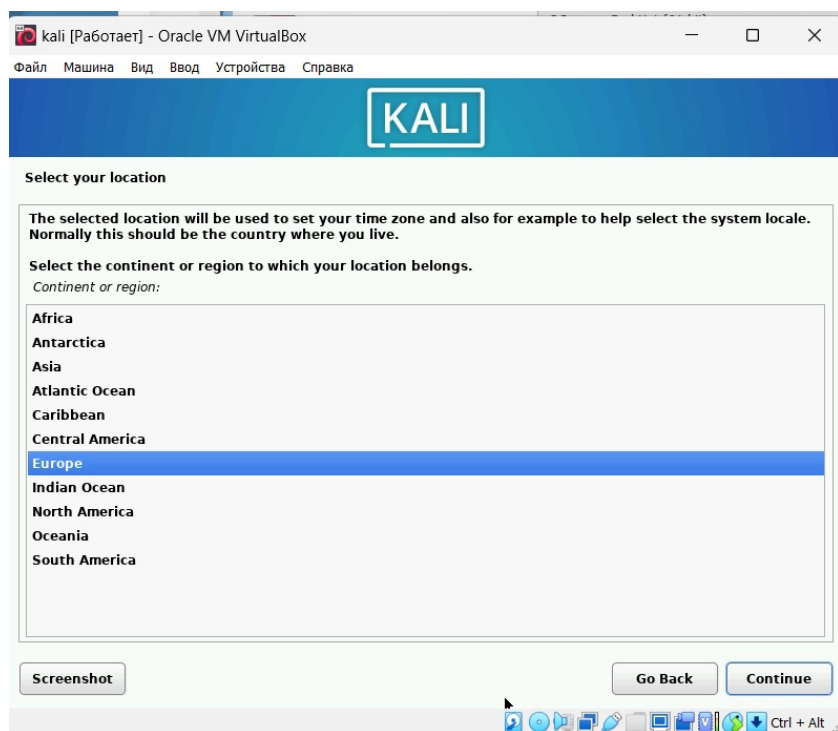 kali [Работает] - Oracle VM VirtualBox
Файл Машина Вид Ввод Устройства Справка
KALI
Select your location
The selected location will be used to set your time zone and also for example to help select the system locale.
Normally this should be the country where you live.
Select the continent or region to which your location belongs.
Continent or region:
Africa
Antarctica
Asia
Atlantic Ocean
Caribbean
Central America
Europe
Indian Ocean
North America
Oceania
South America
Screenshot
Go Back Continue
Ctrl + Alt